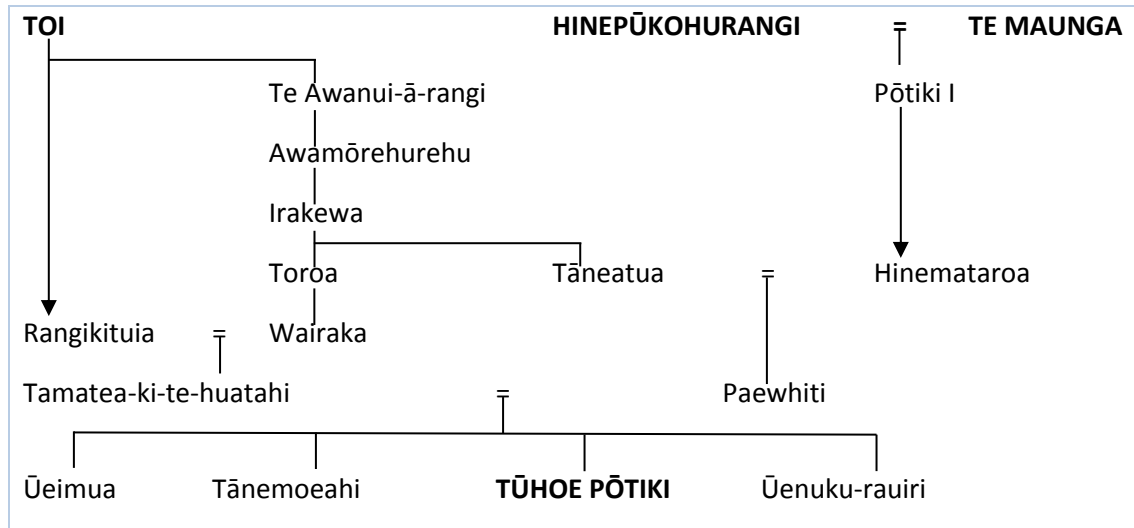 TOI HINEPŪKOHURANGI = TE MAUNGA
Te Awanui-ā-rangi Pōtiki I
Awamōrehurehu
Irakewa
Toroa Tāneatua = Hinemataroa
Rangikituia = Wairaka
Tamatea-ki-te-huatahi = Paewhiti
Ūeimua Tānemoeahi TŪHOE PŌTIKI Ūenuku-rauiri